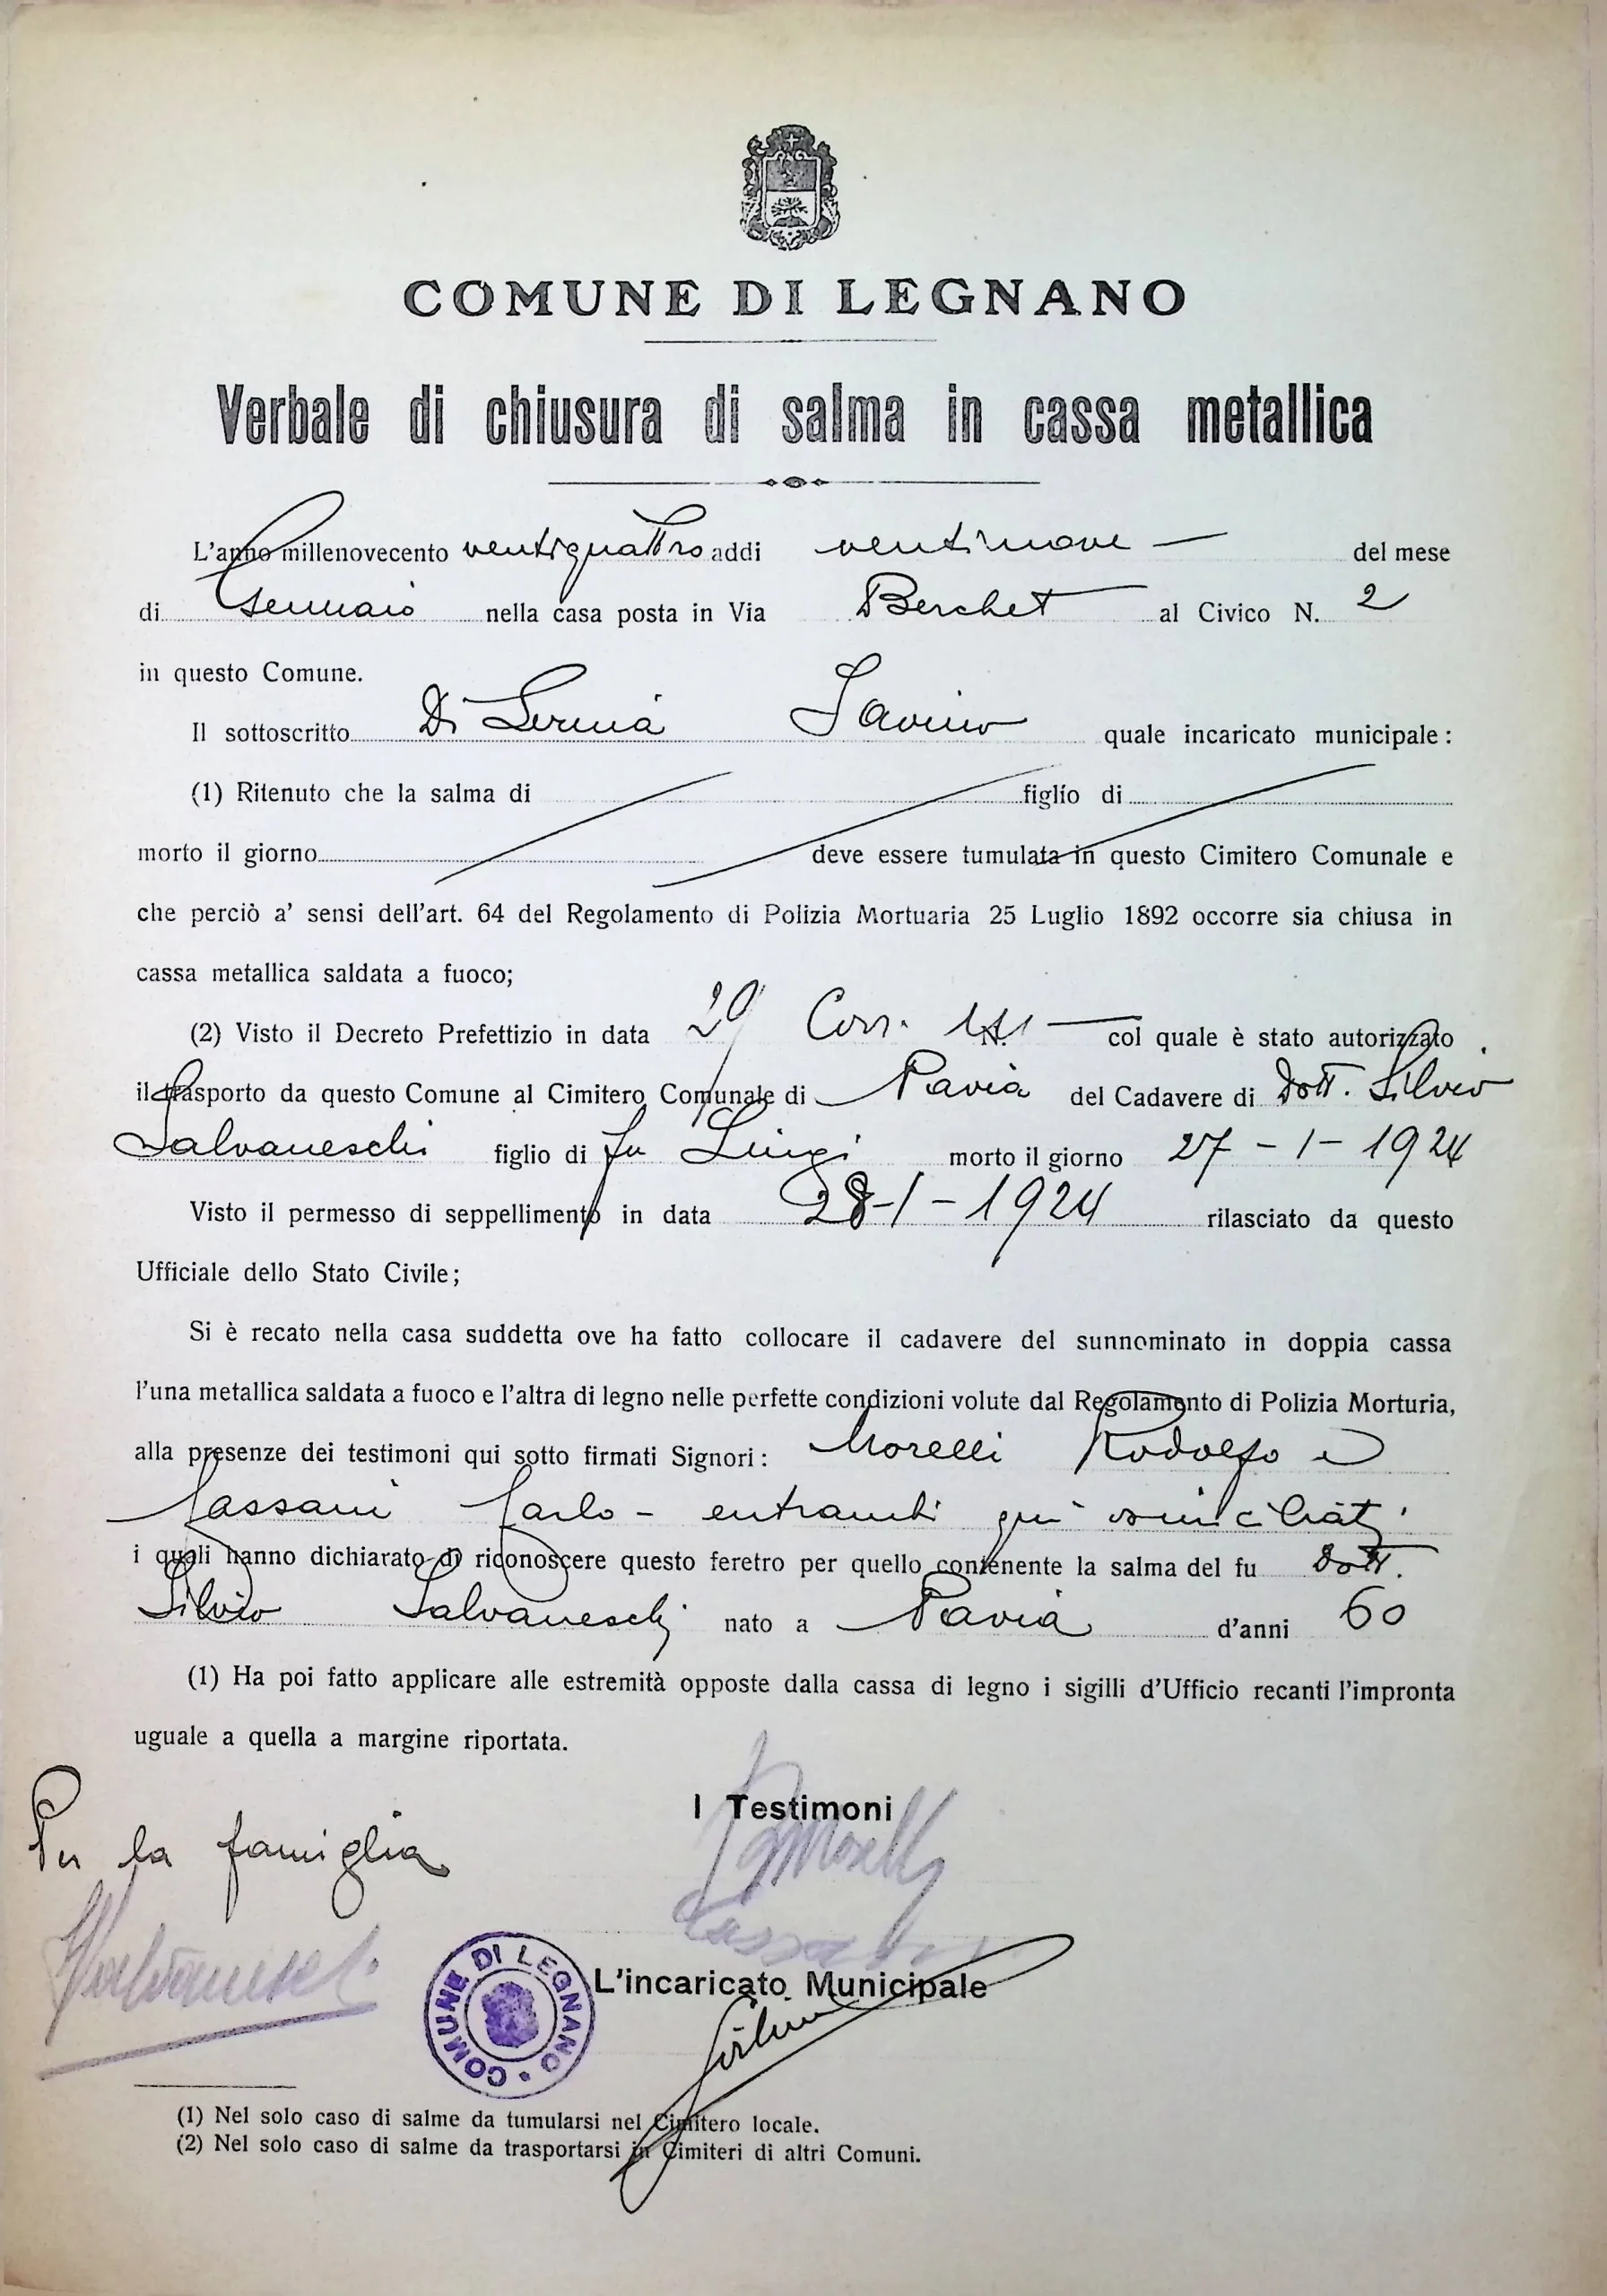 COMUNE DI LEGNANO
Verbale di chiusura di salma in cassa metallica
L'anno millenovecento ventiquattro addi ventinove — del mese
di Gennaio nella casa posta in Via Berchet al Civico N. 2
in questo Comune.
Il sottoscritto Di Savino quale incaricato municipale:
(1) Ritenuto che la salma di figlio di
morto il giorno deve essere tumulata in questo Cimitero Comunale e
che perciò a' sensi dell'art. 64 del Regolamento di Polizia Mortuaria 25 Luglio 1892 occorre sia chiusa in
cassa metallica saldata a fuoco;
(2) Visto il Decreto Prefettizio in data 29 Corr. N. — col quale è stato autorizzato
il trasporto da questo Comune al Cimitero Comunale di Pavia del Cadavere di Dott. Silvio
Salvaneschi figlio di fu Luigi morto il giorno 27 - 1 - 1924
Visto il permesso di seppellimento in data 28-1-1924 rilasciato da questo
Ufficiale dello Stato Civile;
Si è recato nella casa suddetta ove ha fatto collocare il cadavere del sunnominato in doppia cassa
l'una metallica saldata a fuoco e l'altra di legno nelle perfette condizioni volute dal Regolamento di Polizia Morturia,
alla presenze dei testimoni qui sotto firmati Signori: Morelli Rodolfo e
Cassani Carlo - entrambi qui domiciliati
i quali hanno dichiarato di riconoscere questo feretro per quello contenente la salma del fu Dott.
Silvio Salvaneschi nato a Pavia d'anni 60
(1) Ha poi fatto applicare alle estremità opposte dalla cassa di legno i sigilli d'Ufficio recanti l'impronta
uguale a quella a margine riportata.
I Testimoni
Morelli
Per la famiglia
Cassani
Salvaneschi
COMUNE DI LEGNANO
L'incaricato Municipale
(1) Nel solo caso di salme da tumularsi nel Cimitero locale.
(2) Nel solo caso di salme da trasportarsi in Cimiteri di altri Comuni.